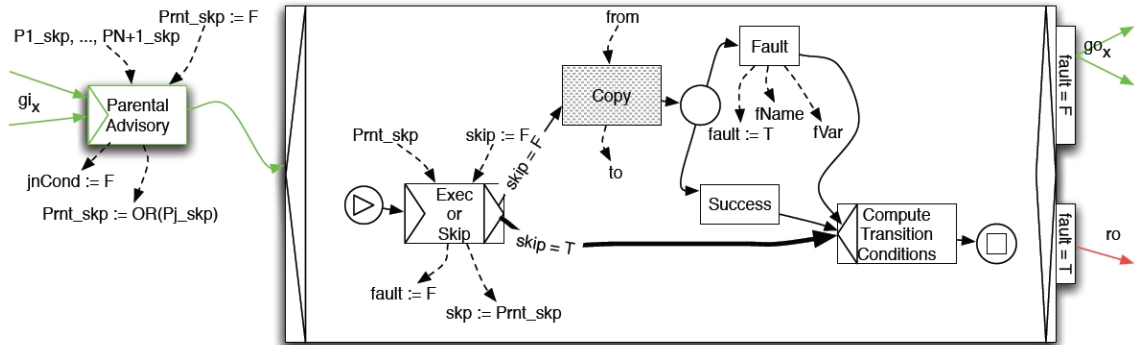 Prnt_skp := F
P1_skp, ..., PN+1_skp
gix
Parental
Advisory
jnCond := F
Prnt_skp := OR(Pj_skp)
Prnt_skp
skip := F
Exec
or
Skip
fault := F
skp := Prnt_skp
skip = F
skip = T
from
Copy
to
Fault
fault := T
fName
fVar
Success
Compute
Transition
Conditions
fault = F
gox
fault = T
ro